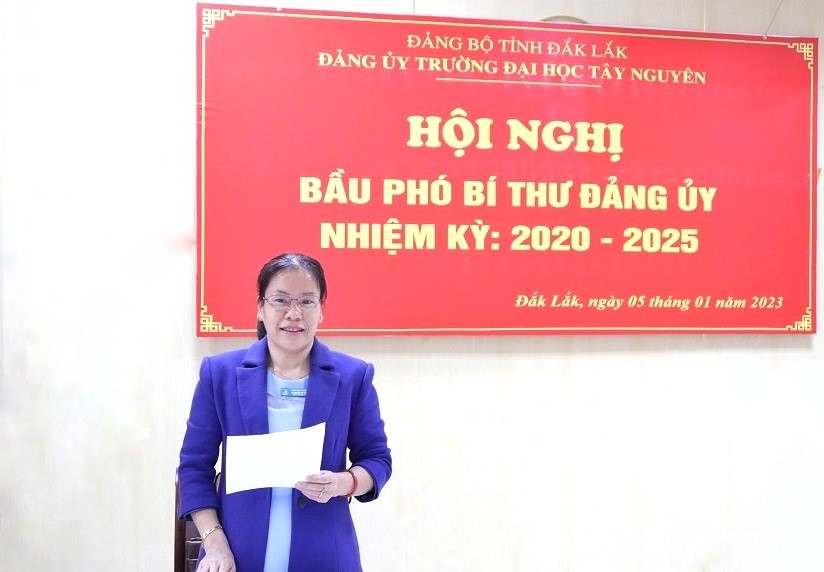 ĐẢNG BỘ TỈNH ĐẮK LẮK
ĐẢNG ỦY TRƯỜNG ĐẠI HỌC TÂY NGUYÊN
HỘI NGHỊ
BẦU PHÓ BÍ THƯ ĐẢNG ỦY
NHIỆM KỲ: 2020 - 2025
Đắk Lắk, ngày 05 tháng 01 năm 2023